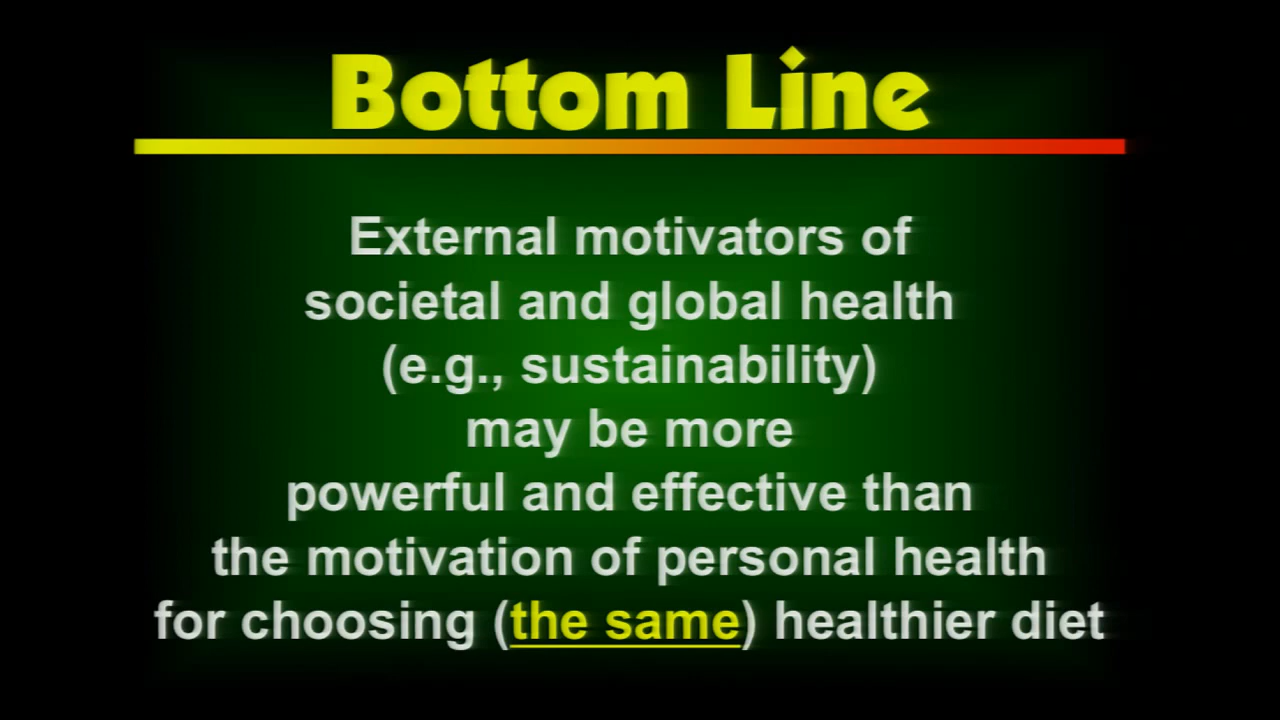 Bottom Line
External motivators of
societal and global health
(e.g., sustainability)
may be more
powerful and effective than
the motivation of personal health
for choosing (the same) healthier diet